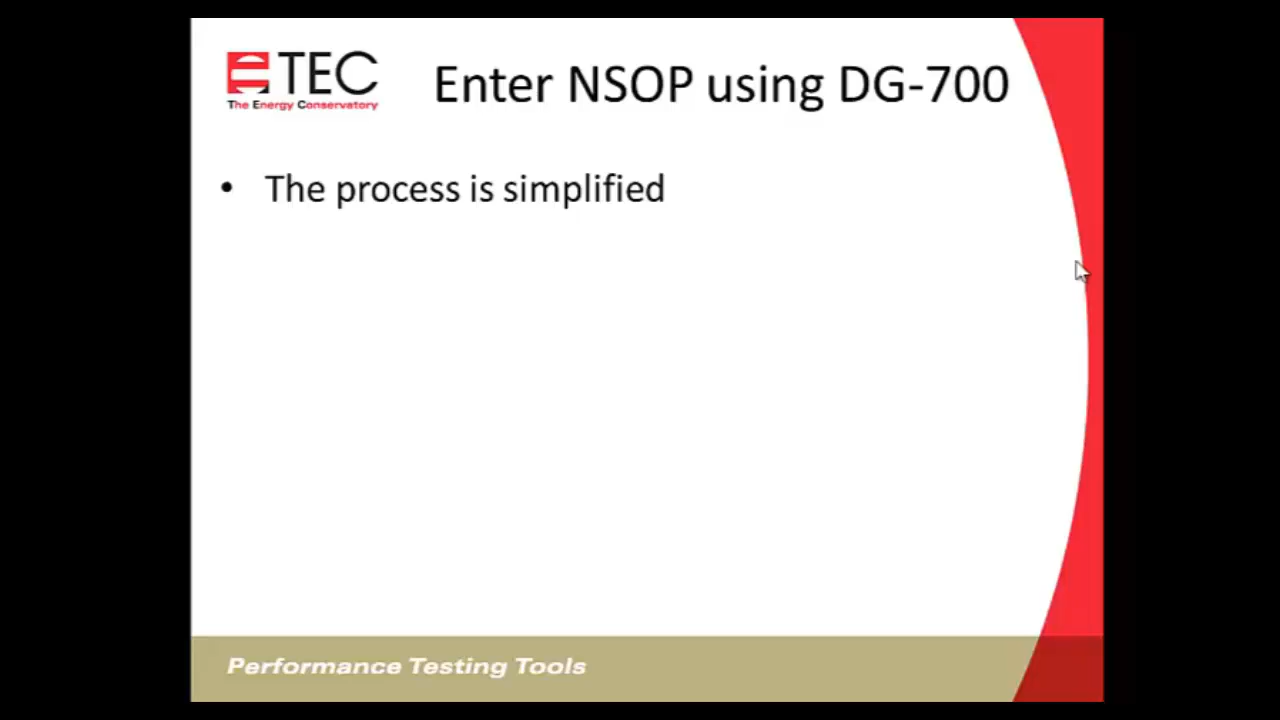 TEC
The Energy Conservatory
Enter NSOP using DG-700
• The process is simplified
Performance Testing Tools